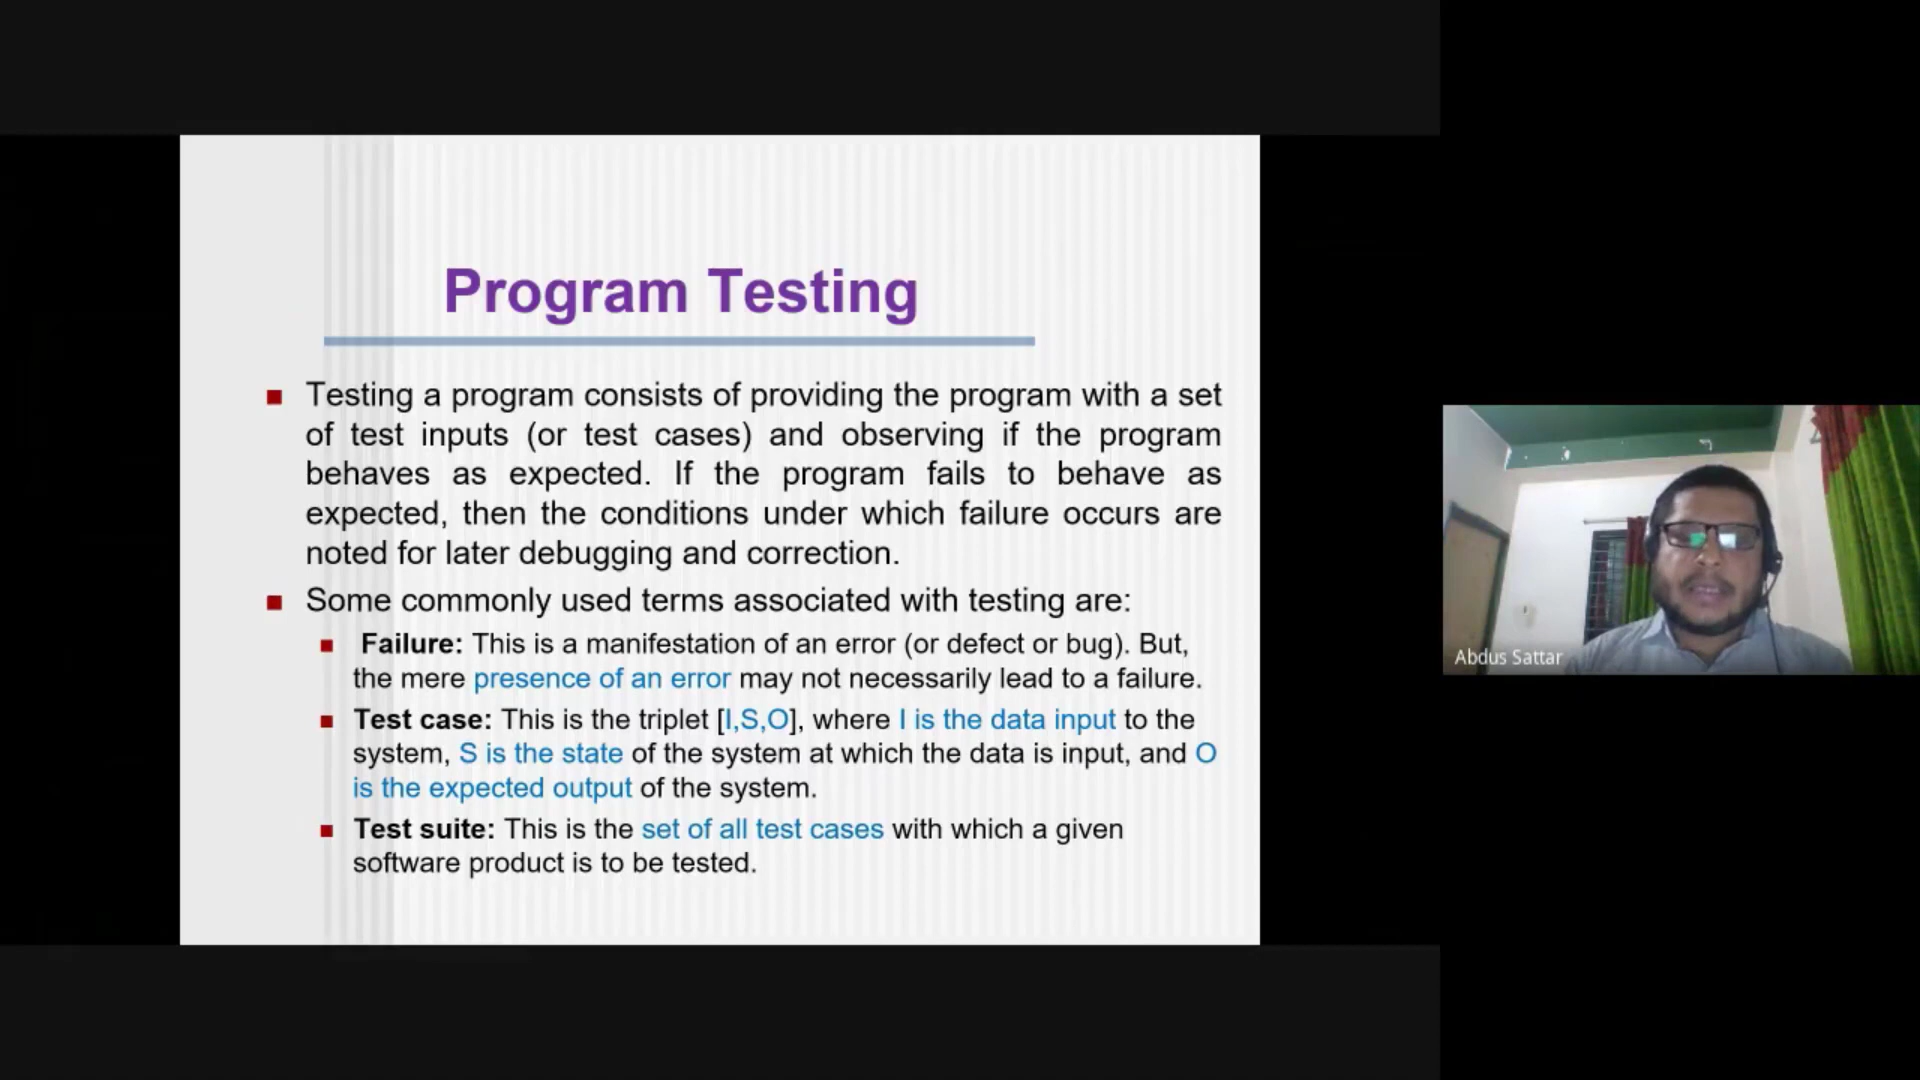 Program Testing
Testing a program consists of providing the program with a set
of test inputs (or test cases) and observing if the program
behaves as expected. If the program fails to behave as
expected, then the conditions under which failure occurs are
noted for later debugging and correction.
Some commonly used terms associated with testing are:
Failure: This is a manifestation of an error (or defect or bug). But,
the mere presence of an error may not necessarily lead to a failure.
Test case: This is the triplet [I,S,O], where I is the data input to the
system, S is the state of the system at which the data is input, and O
is the expected output of the system.
Test suite: This is the set of all test cases with which a given
software product is to be tested.
Abdus Sattar